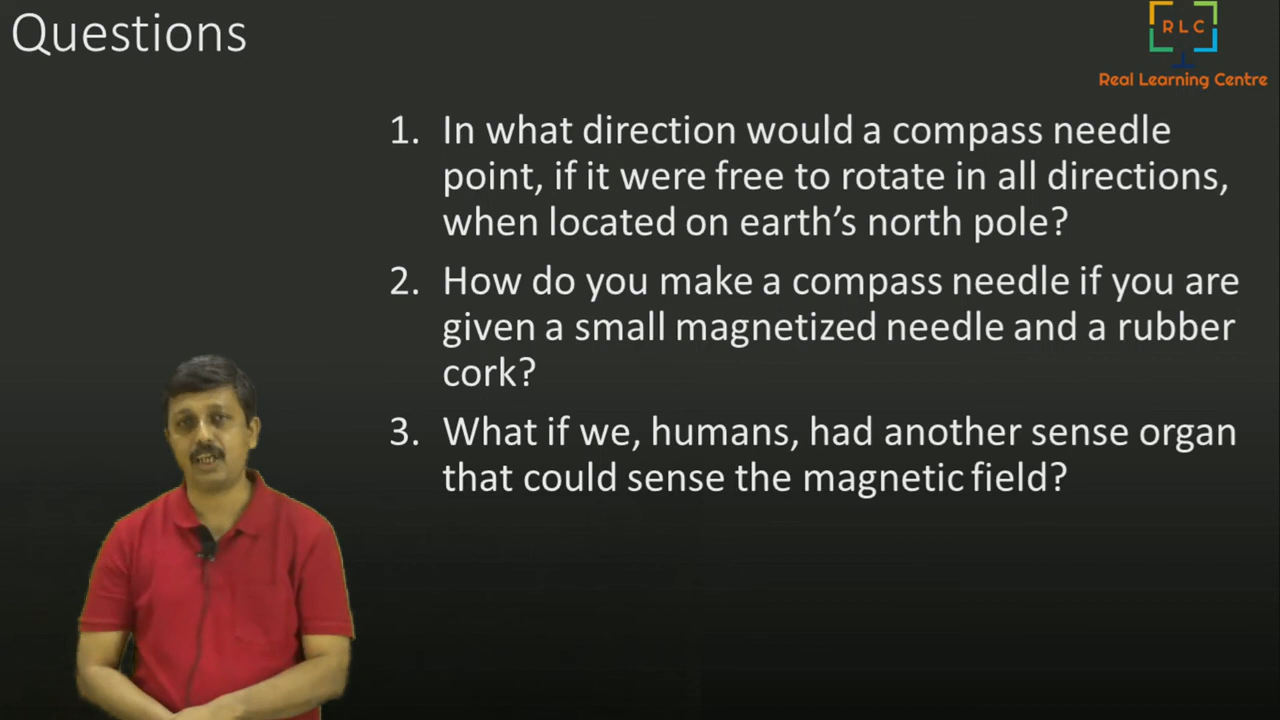 Questions
RLC
Real Learning Centre
1. In what direction would a compass needle
point, if it were free to rotate in all directions,
when located on earth’s north pole?
2. How do you make a compass needle if you are
given a small magnetized needle and a rubber
cork?
3. What if we, humans, had another sense organ
that could sense the magnetic field?